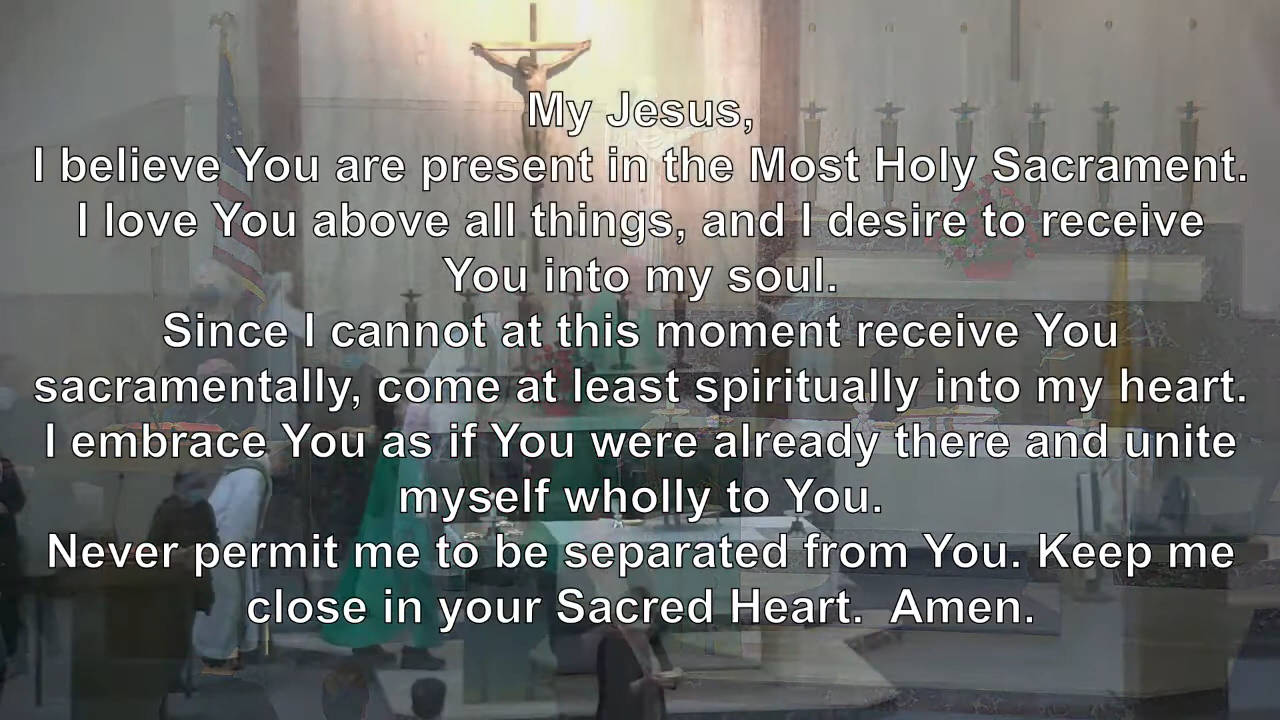 My Jesus,
I believe You are present in the Most Holy Sacrament.
I love You above all things, and I desire to receive
You into my soul.
Since I cannot at this moment receive You
sacramentally, come at least spiritually into my heart.
I embrace You as if You were already there and unite
myself wholly to You.
Never permit me to be separated from You. Keep me
close in your Sacred Heart.  Amen.